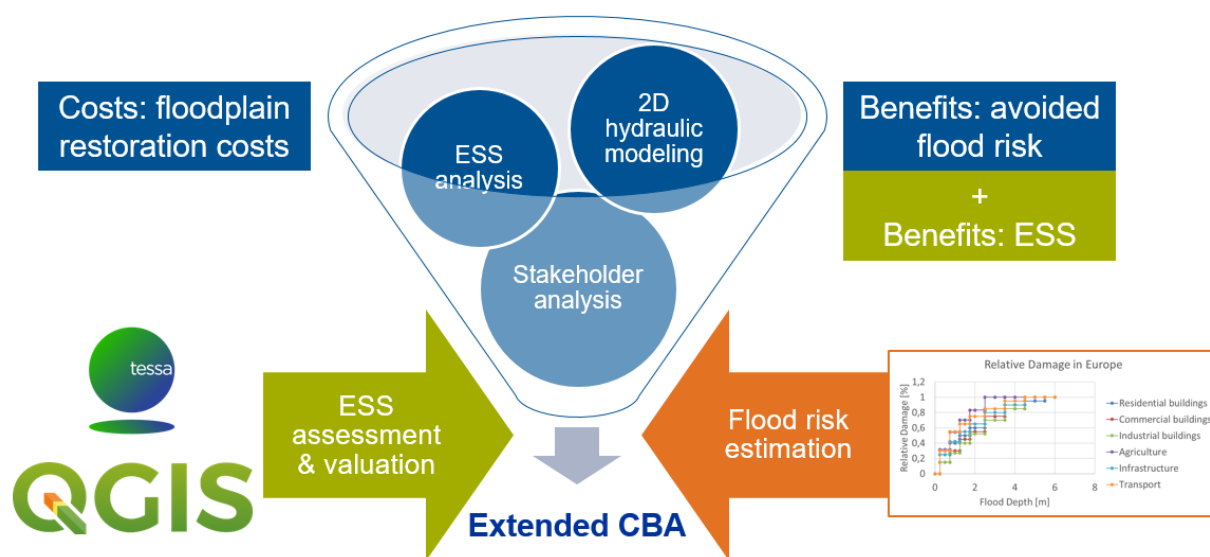 Costs: floodplain
restoration costs
ESS
analysis
2D
hydraulic
modeling
Stakeholder
analysis
Benefits: avoided
flood risk
+
Benefits: ESS
tessa
QGIS
ESS
assessment
& valuation
Flood risk
estimation
Extended CBA
Relative Damage in Europe
Relative Damage [%]
1,2
1
0,8
0,6
0,4
0,2
0
0 2 4 6 8
Flood Depth [m]
Residential buildings
Commercial buildings
Industrial buildings
Agriculture
Infrastructure
Transport